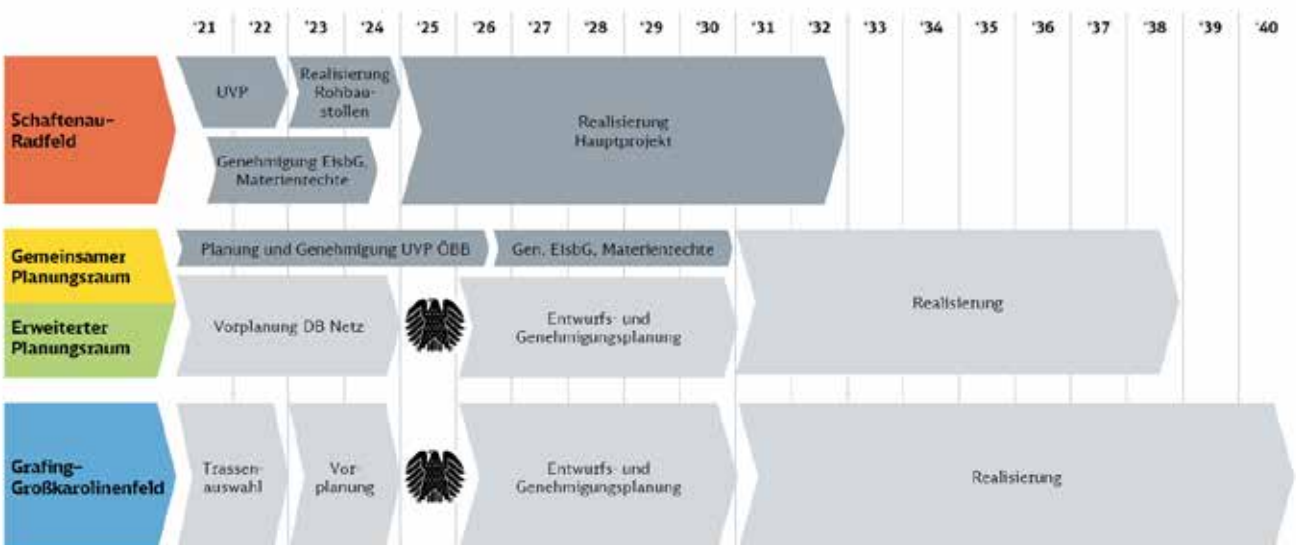 '21 '22 '23 '24 '25 '26 '27 '28 '29 '30 '31 '32 '33 '34 '35 '36 '37 '38 '39 '40
Schaftenau-
Radfeld
UVP
Realisierung
Rohbau-
stollen
Genehmigung EisbG,
Materienrechte
Realisierung
Hauptprojekt
Gemeinsamer
Planungsraum
Erweiterter
Planungsraum
Planung und Genehmigung UVP ÖBB
Gen. EisbG, Materienrechte
Vorplanung DB Netz
Entwurfs- und
Genehmigungsplanung
Realisierung
Grafing-
Großkarolinenfeld
Trassen-
auswahl
Vor-
planung
Entwurfs- und
Genehmigungsplanung
Realisierung